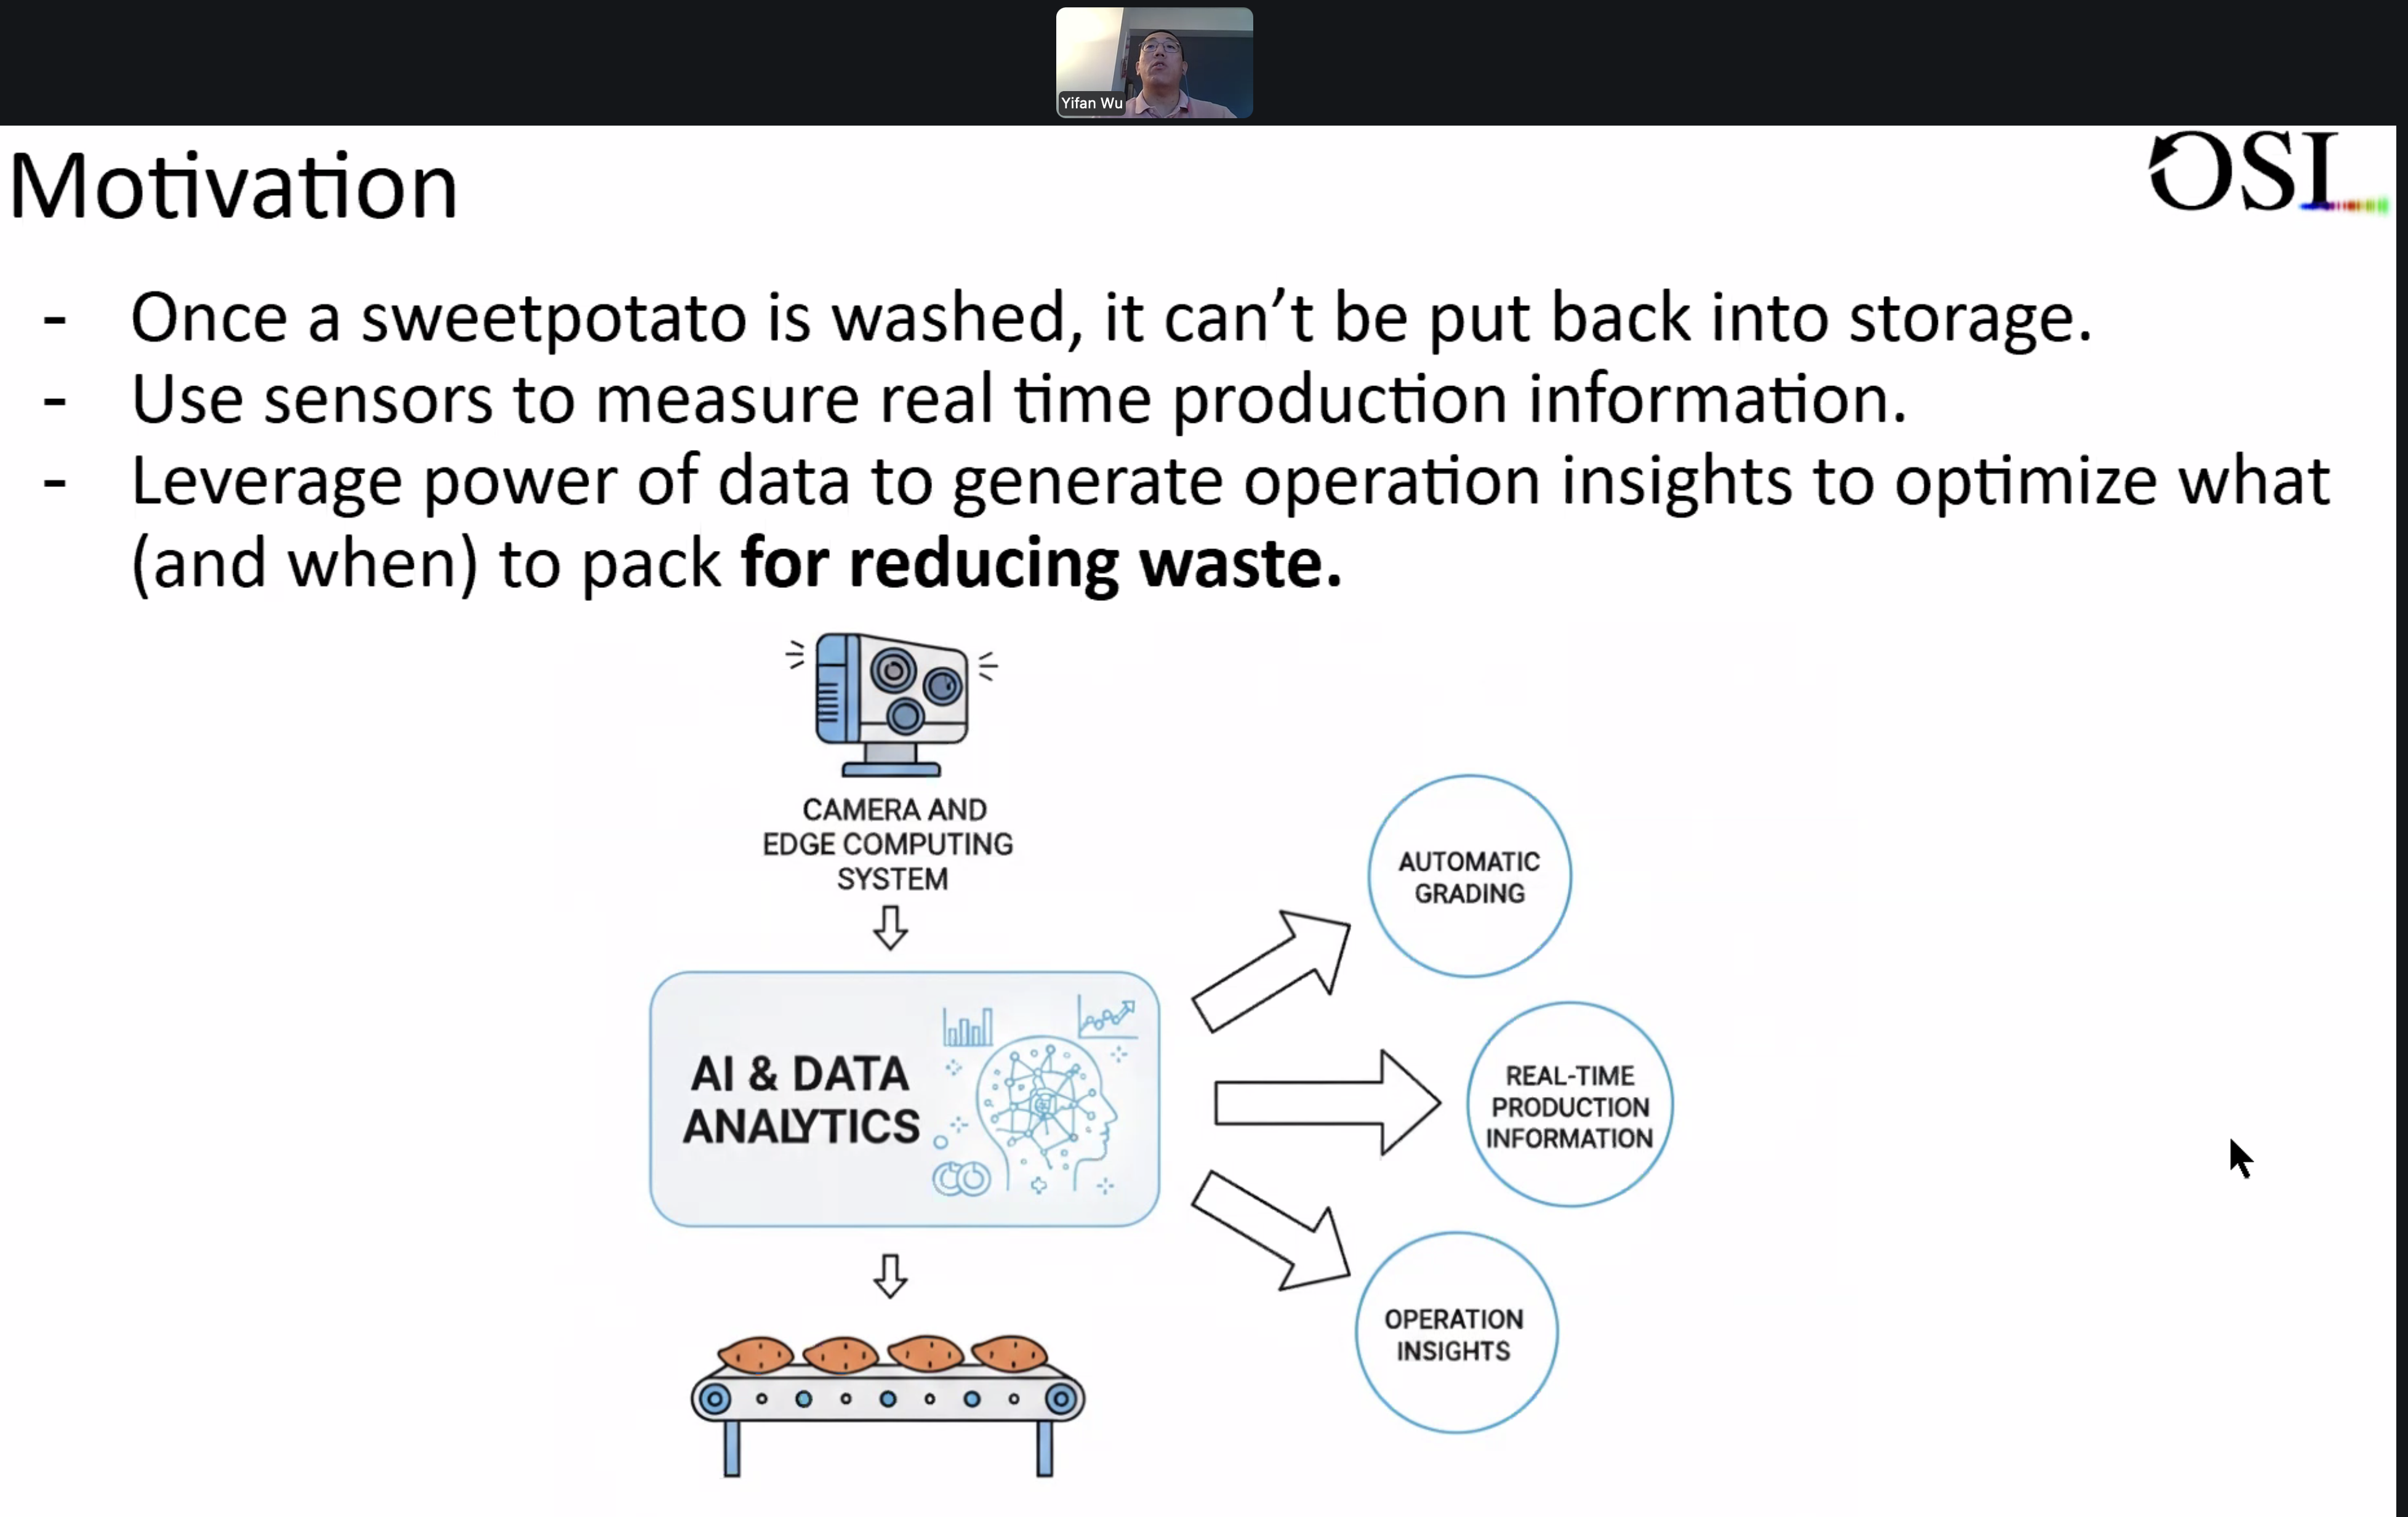 Yifan Wu
Motivation
OSI
- Once a sweetpotato is washed, it can’t be put back into storage.
- Use sensors to measure real time production information.
- Leverage power of data to generate operation insights to optimize what
(and when) to pack for reducing waste.
CAMERA AND
EDGE COMPUTING
SYSTEM
AI & DATA
ANALYTICS
AUTOMATIC
GRADING
REAL-TIME
PRODUCTION
INFORMATION
OPERATION
INSIGHTS